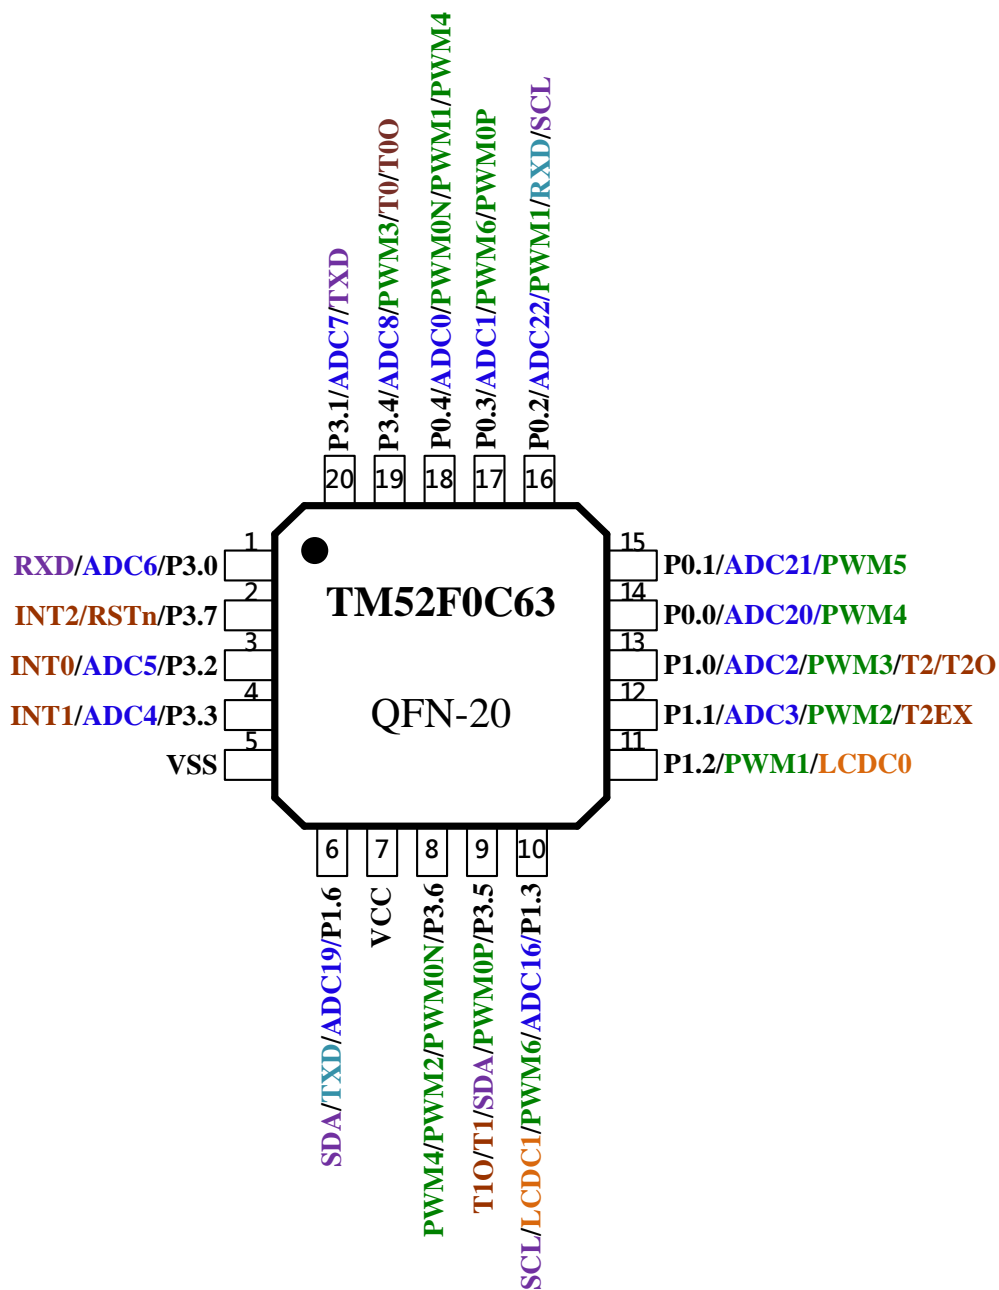 P3.1/ADC7/TXD
P3.4/ADC8/PWM3/T0/T0O
P0.4/ADC0/PWM0N/PWM1/PWM4
P0.3/ADC1/PWM6/PWM0P
P0.2/ADC22/PWM1/RXD/SCL
20
19
18
17
16
RXD/ADC6/P3.0
1
INT2/RSTn/P3.7
2
INT0/ADC5/P3.2
3
INT1/ADC4/P3.3
4
VSS
5
TM52F0C63
QFN-20
15
P0.1/ADC21/PWM5
14
P0.0/ADC20/PWM4
13
P1.0/ADC2/PWM3/T2/T2O
12
P1.1/ADC3/PWM2/T2EX
11
P1.2/PWM1/LCDC0
6
7
8
9
10
SDA/TXD/ADC19/P1.6
VCC
PWM4/PWM2/PWM0N/P3.6
T1O/T1/SDA/PWM0P/P3.5
SCL/LCDC1/PWM6/ADC16/P1.3